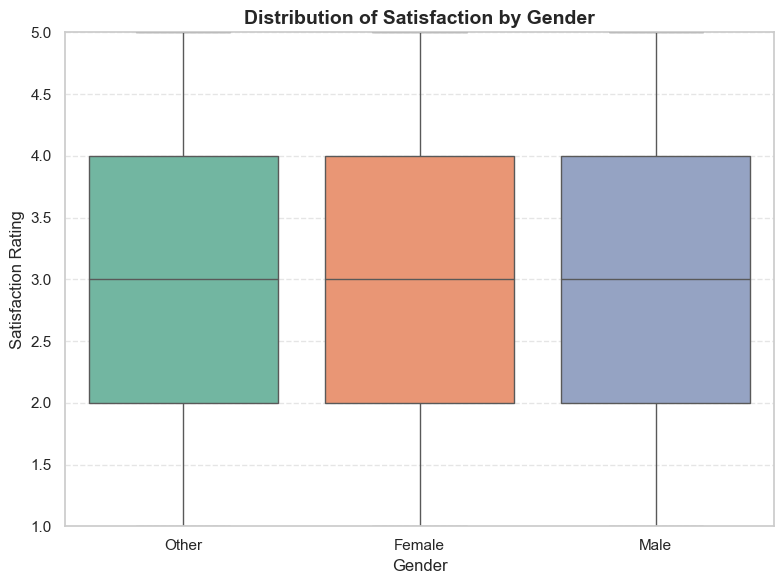 Distribution of Satisfaction by Gender
5.0
4.5
4.0
3.5
3.0
2.5
2.0
1.5
1.0
Satisfaction Rating
Other
Female
Male
Gender